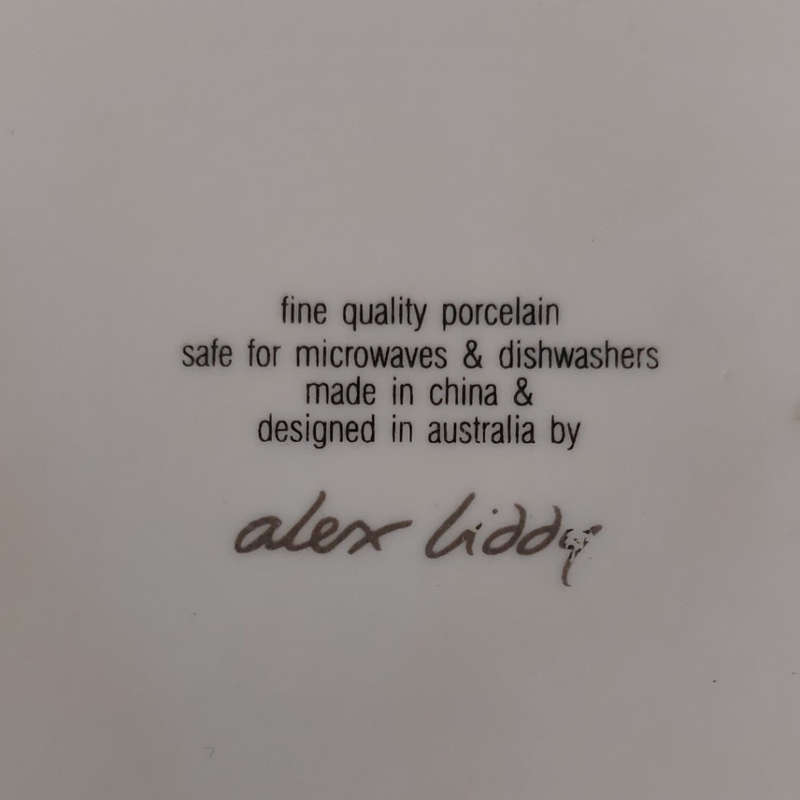 fine quality porcelain
safe for microwaves & dishwashers
made in china &
designed in australia by
alex liddy